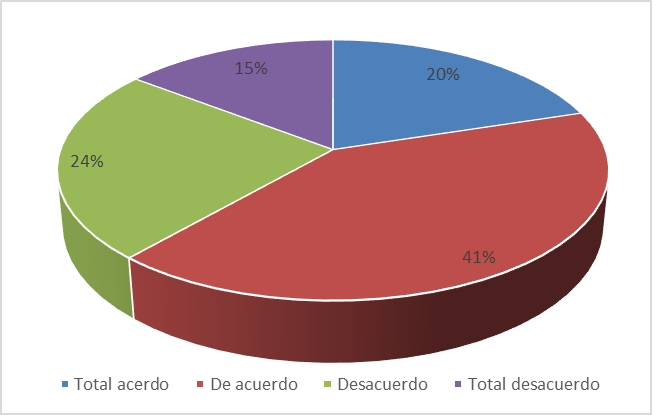 15%
20%
24%
41%
Total acerdo De acuerdo Desacuerdo Total desacuerdo